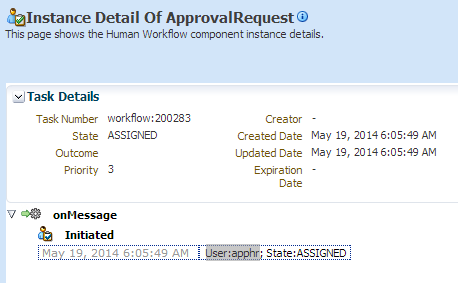 Instance Detail Of ApprovalRequest
This page shows the Human Workflow component instance details.
Task Details
Task Number workflow:200283 Creator -
State ASSIGNED Created Date May 19, 2014 6:05:49 AM
Outcome Updated Date May 19, 2014 6:05:49 AM
Priority 3 Expiration Date -
onMessage
Initiated
May 19, 2014 6:05:49 AM User:apphr; State:ASSIGNED